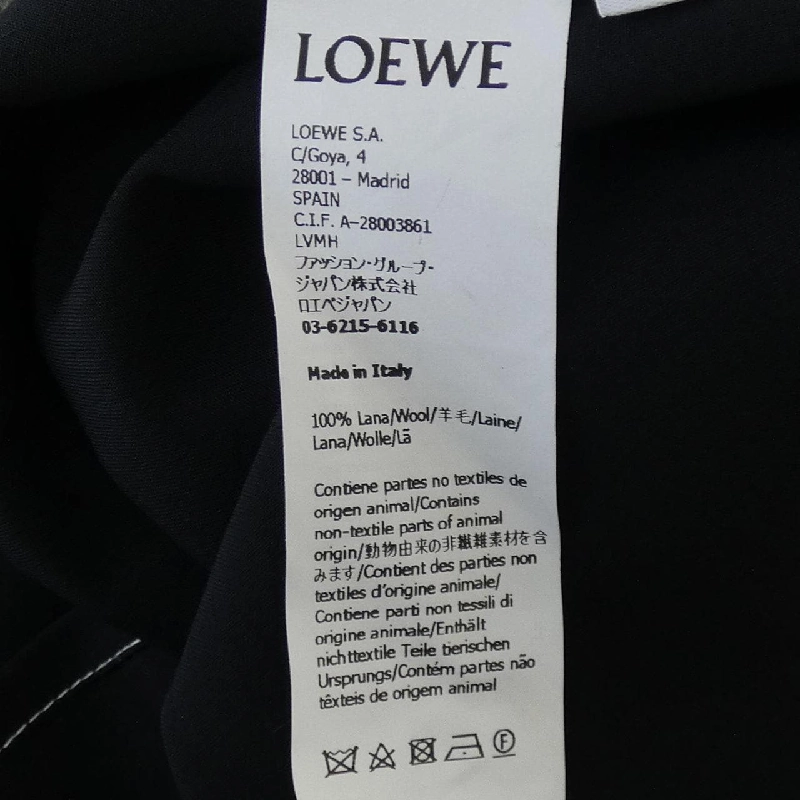 LOEWE
LOEWE S.A.
C/Goya, 4
28001 – Madrid
SPAIN
C.I.F. A-28003861
LVMH
ファッション・グループ・
ジャパン株式会社
ロエベジャパン
03-6215-6116
Made in Italy
100% Lana/Wool/羊毛/Laine/
Lana/Wolle/Lã
Contiene partes no textiles de
origen animal/Contains
non-textile parts of animal
origin/動物由来の非繊維素材を含
みます/Contient des parties non
textiles d'origine animale/
Contiene parti non tessili di
origine animale/Enthält
nichttextile Teile tierischen
Ursprungs/Contém partes não
têxteis de origem animal
F